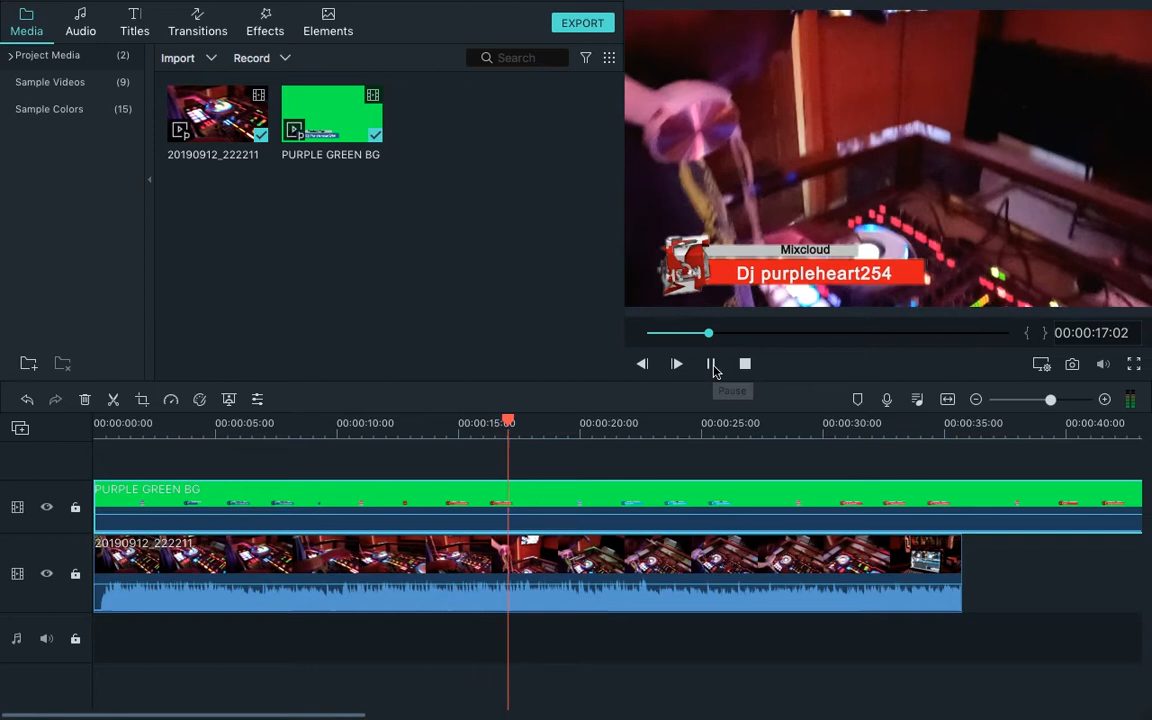 Media
Audio
Titles
Transitions
Effects
Elements
EXPORT
Project Media (2)
Sample Videos (9)
Sample Colors (15)
Import
Record
Search
20190912_222211
PURPLE GREEN BG
Mixcloud
Dj purpleheart254
{ } 00:00:17:02
Pause
00:00:00:00 00:00:05:00 00:00:10:00 00:00:15:00 00:00:20:00 00:00:25:00 00:00:30:00 00:00:35:00 00:00:40:00
PURPLE GREEN BG
20190912_222211